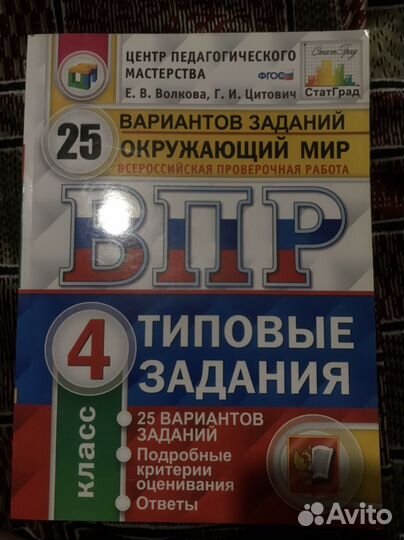 ЦЕНТР ПЕДАГОГИЧЕСКОГО
МАСТЕРСТВА
ФГОС
Е. В. Волкова, Г. И. Цитович
СтатГрад
СтатГрад
25
ВАРИАНТОВ ЗАДАНИЙ
ОКРУЖАЮЩИЙ МИР
ВСЕРОССИЙСКАЯ ПРОВЕРОЧНАЯ РАБОТА
ВПР
4
класс
ТИПОВЫЕ
ЗАДАНИЯ
25 ВАРИАНТОВ
ЗАДАНИЙ
Подробные
критерии
оценивания
Ответы
Avito